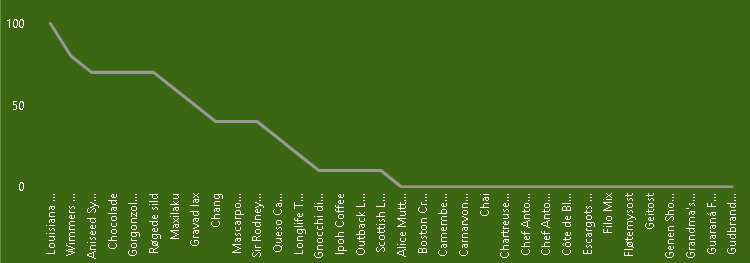 100
50
0
Louisiana ...
Wimmers ...
Aniseed Sy...
Chocolade
Gorgonzol...
Røgede sild
Maxilaku
Gravad lax
Chang
Mascarpo...
Sir Rodney...
Queso Ca...
Longlife T...
Gnocchi di...
Ipoh Coffee
Outback L...
Scottish L...
Alice Mutt...
Boston Cr...
Camembe...
Carnarvon...
Chai
Chartreuse...
Chef Anto...
Chef Anto...
Côte de Bl...
Escargots ...
Filo Mix
Fløtemysost
Geitost
Genen Sho...
Grandma's...
Guaraná F...
Gudbrand...